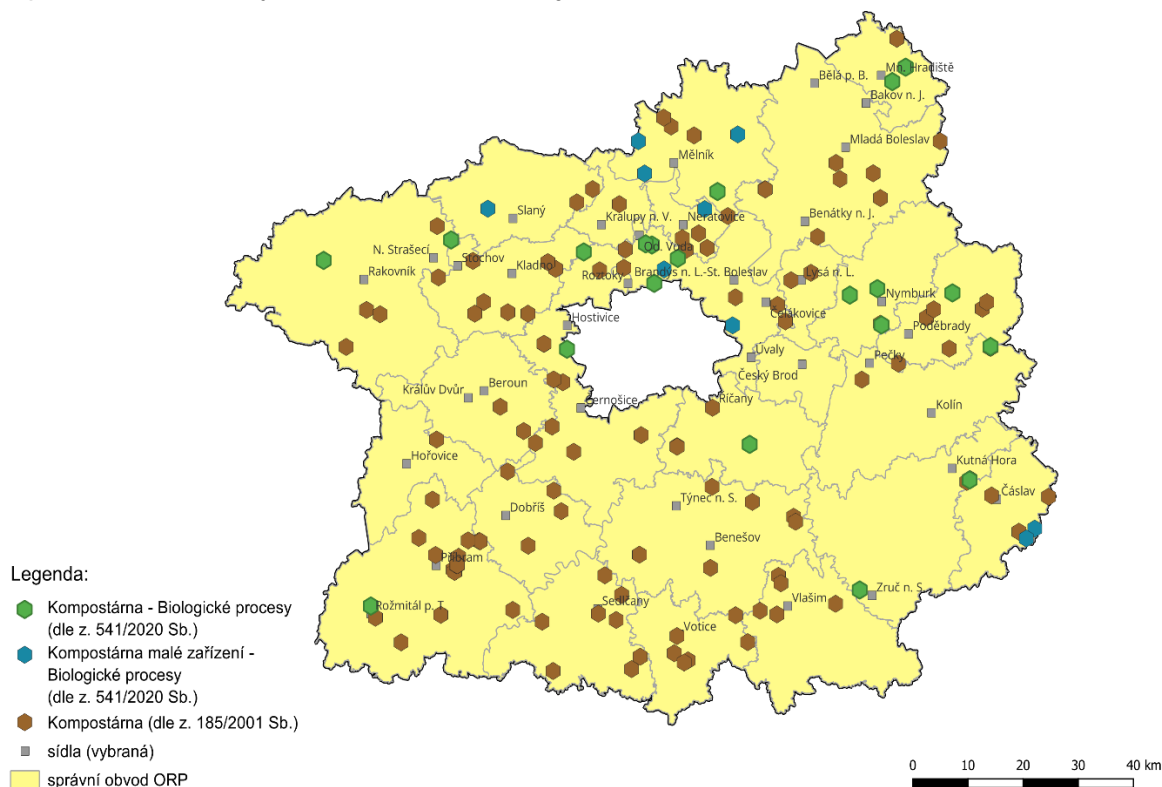 Mn. Hradiště
Bělá p. B.
Bakov n. J.
Mladá Boleslav
Mělník
Slaný
Kralupy n. V.
Neratovice
Benátky n. J.
N. Strašecí
Stochov
Od. Voda
Rakovník
Kladno
Roztoky
Brandýs n. L.-St. Boleslav
Lysá n. L.
Nymburk
Hostivice
Čelákovice
Poděbrady
Úvaly
Pečky
Český Brod
Králův Dvůr
Beroun
Černošice
Říčany
Kolín
Hořovice
Kutná Hora
Čáslav
Dobříš
Týnec n. S.
Benešov
Příbram
Legenda:
Zruč n. S.
Kompostárna - Biologické procesy
(dle z. 541/2020 Sb.)
Rožmitál p. T.
Sedlčany
Vlašim
Votice
Kompostárna malé zařízení -
Biologické procesy
(dle z. 541/2020 Sb.)
Kompostárna (dle z. 185/2001 Sb.)
sídla (vybraná)
správní obvod ORP
0 10 20 30 40 km